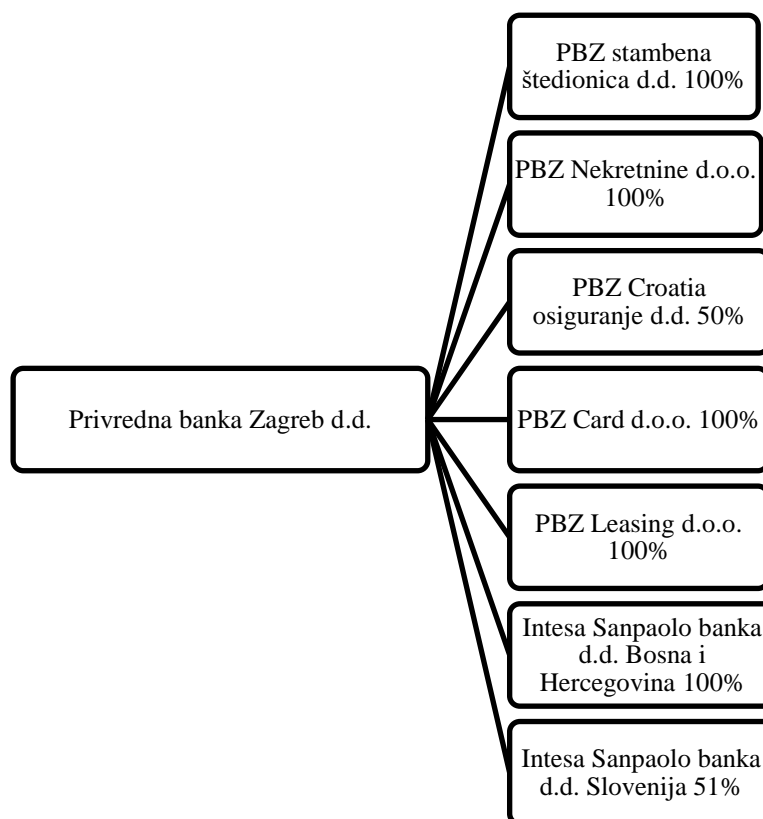 PBZ stambena
štedionica d.d. 100%
PBZ Nekretnine d.o.o.
100%
PBZ Croatia
osiguranje d.d. 50%
Privredna banka Zagreb d.d.
PBZ Card d.o.o. 100%
PBZ Leasing d.o.o.
100%
Intesa Sanpaolo banka
d.d. Bosna i
Hercegovina 100%
Intesa Sanpaolo banka
d.d. Slovenija 51%